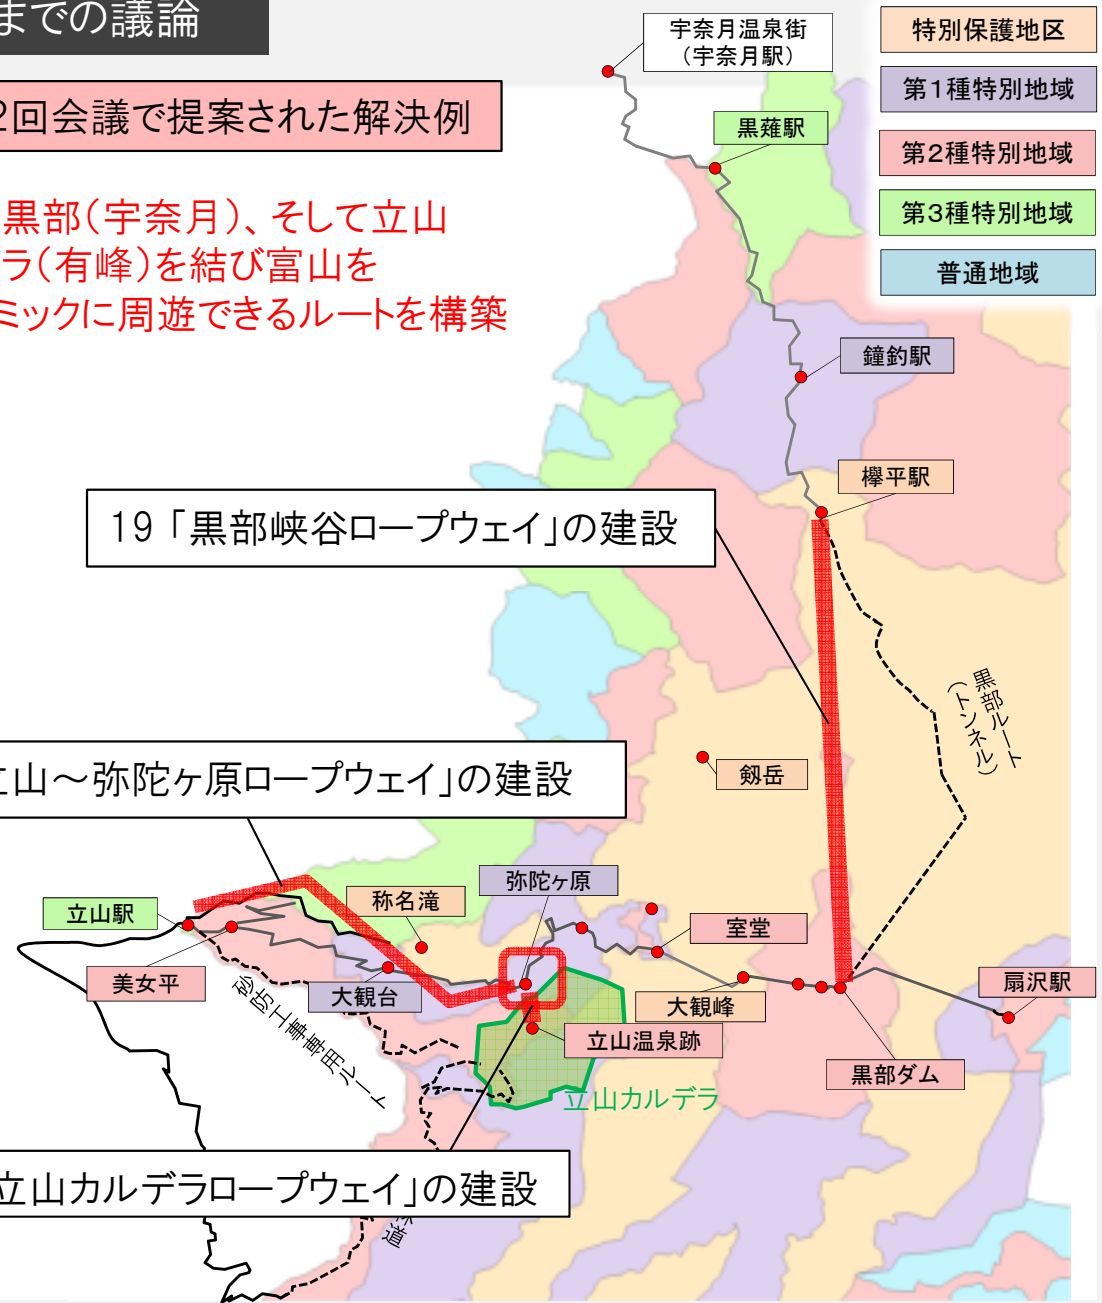 までの議論
2回会議で提案された解決例
黒部(宇奈月)、そして立山
ラ(有峰)を結び富山を
ミックに周遊できるルートを構築
特別保護地区
第1種特別地域
第2種特別地域
第3種特別地域
普通地域
宇奈月温泉街
(宇奈月駅)
黒薙駅
鐘釣駅
欅平駅
19「黒部峡谷ロープウェイ」の建設
黒部ルート
(トンネル)
剱岳
立山～弥陀ヶ原ロープウェイ」の建設
弥陀ヶ原
称名滝
立山駅
室堂
美女平
大観台
大観峰
扇沢駅
砂防工事専用ルート
立山温泉跡
黒部ダム
立山カルデラ
立山カルデラロープウェイ」の建設
道